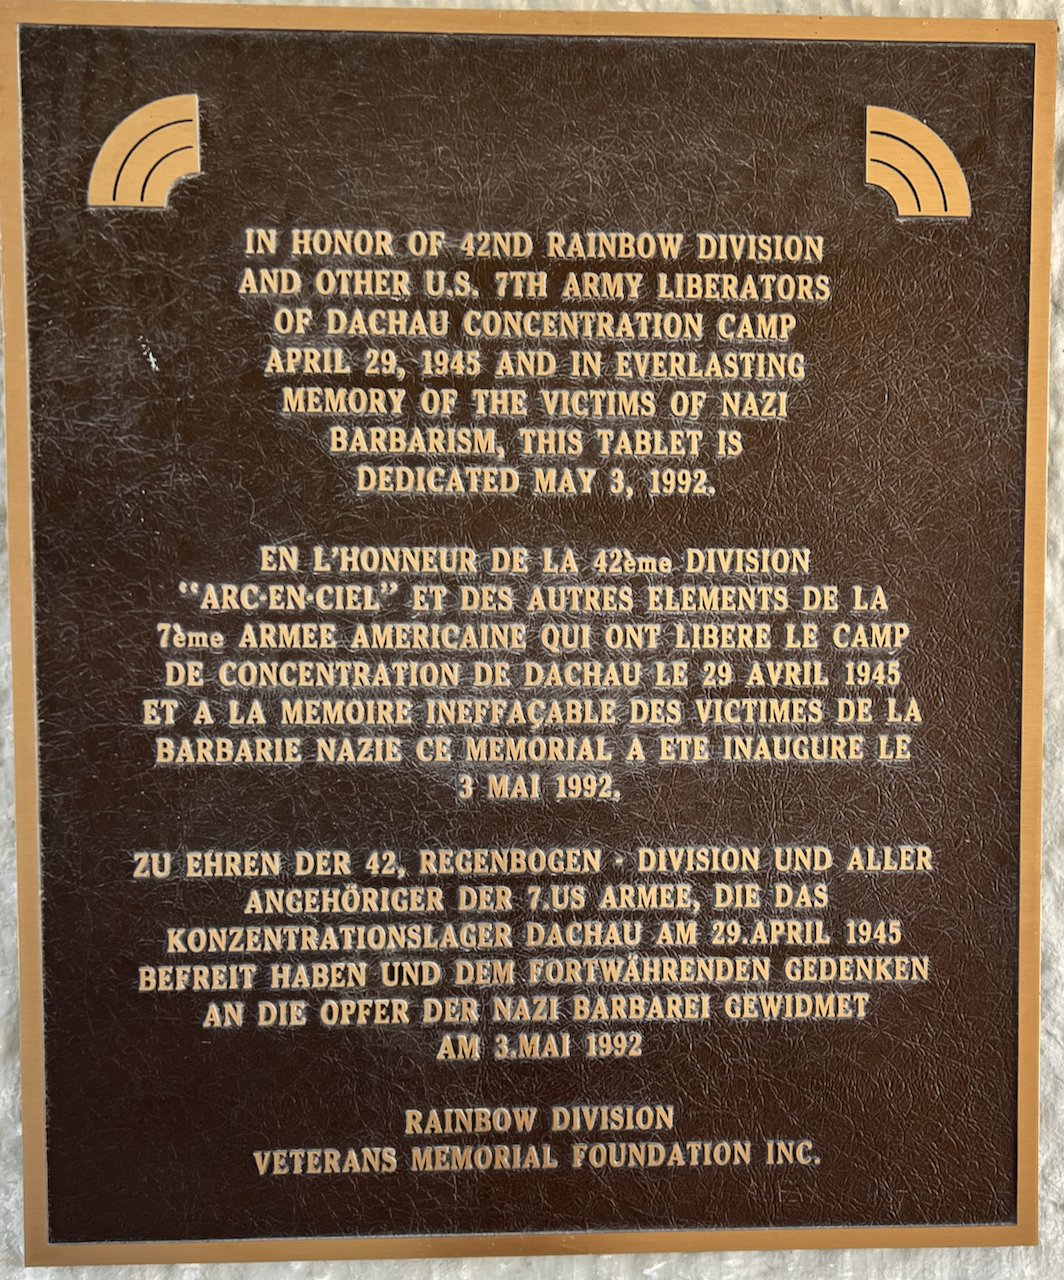 IN HONOR OF 42ND RAINBOW DIVISION
AND OTHER U.S. 7TH ARMY LIBERATORS
OF DACHAU CONCENTRATION CAMP
APRIL 29, 1945 AND IN EVERLASTING
MEMORY OF THE VICTIMS OF NAZI
BARBARISM, THIS TABLET IS
DEDICATED MAY 3, 1992.
EN L'HONNEUR DE LA 42ème DIVISION
"ARC-EN-CIEL" ET DES AUTRES ELEMENTS DE LA
7ème ARMEE AMERICAINE QUI ONT LIBERE LE CAMP
DE CONCENTRATION DE DACHAU LE 29 AVRIL 1945
ET A LA MEMOIRE INEFFAÇABLE DES VICTIMES DE LA
BARBARIE NAZIE CE MEMORIAL A ETE INAUGURE LE
3 MAI 1992.
ZU EHREN DER 42, REGENBOGEN - DIVISION UND ALLER
ANGEHÖRIGER DER 7.US ARMEE, DIE DAS
KONZENTRATIONSLAGER DACHAU AM 29.APRIL 1945
BEFREIT HABEN UND DEM FORTWÄHRENDEN GEDENKEN
AN DIE OPFER DER NAZI BARBAREI GEWIDMET
AM 3.MAI 1992
RAINBOW DIVISION
VETERANS MEMORIAL FOUNDATION INC.